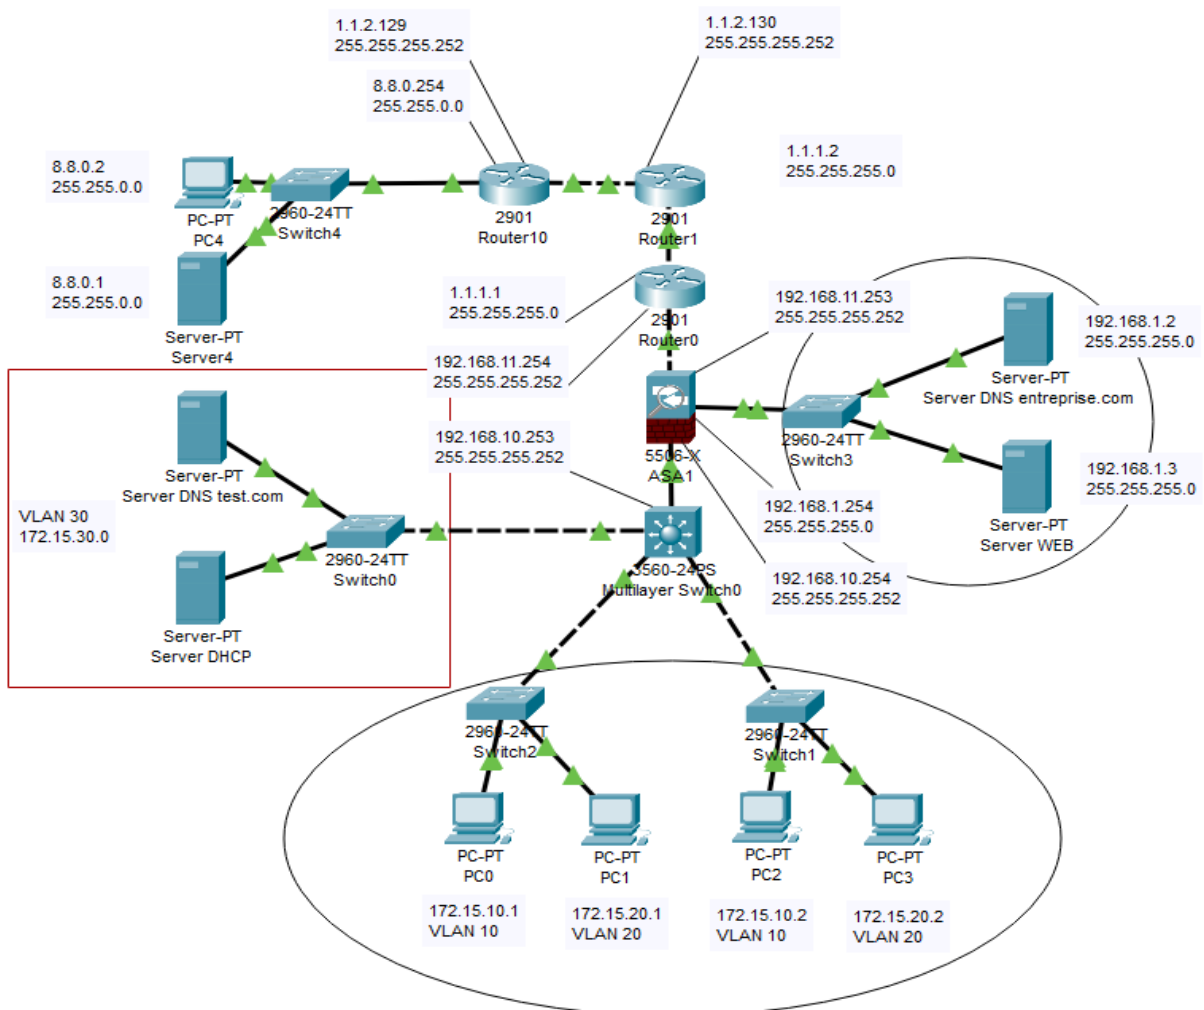 1.1.2.129
255.255.255.252
1.1.2.130
255.255.255.252
8.8.0.254
255.255.0.0
1.1.1.2
255.255.255.0
8.8.0.2
255.255.0.0
PC-PT
PC4
2960-24TT
Switch4
2901
Router10
2901
Router1
8.8.0.1
255.255.0.0
Server-PT
Server4
1.1.1.1
255.255.255.0
2901
Router0
192.168.11.253
255.255.255.252
192.168.1.2
255.255.255.0
Server-PT
Server DNS entreprise.com
192.168.11.254
255.255.255.252
192.168.10.253
255.255.255.252
5506-X
ASA1
2960-24TT
Switch3
192.168.1.3
255.255.255.0
Server-PT
Server WEB
192.168.1.254
255.255.255.0
192.168.10.254
255.255.255.252
Server-PT
Server DNS test.com
VLAN 30
172.15.30.0
2960-24TT
Switch0
3560-24PS
Multilayer Switch0
Server-PT
Server DHCP
2960-24TT
Switch2
2960-24TT
Switch1
PC-PT
PC0
PC-PT
PC1
PC-PT
PC2
PC-PT
PC3
172.15.10.1
VLAN 10
172.15.20.1
VLAN 20
172.15.10.2
VLAN 10
172.15.20.2
VLAN 20